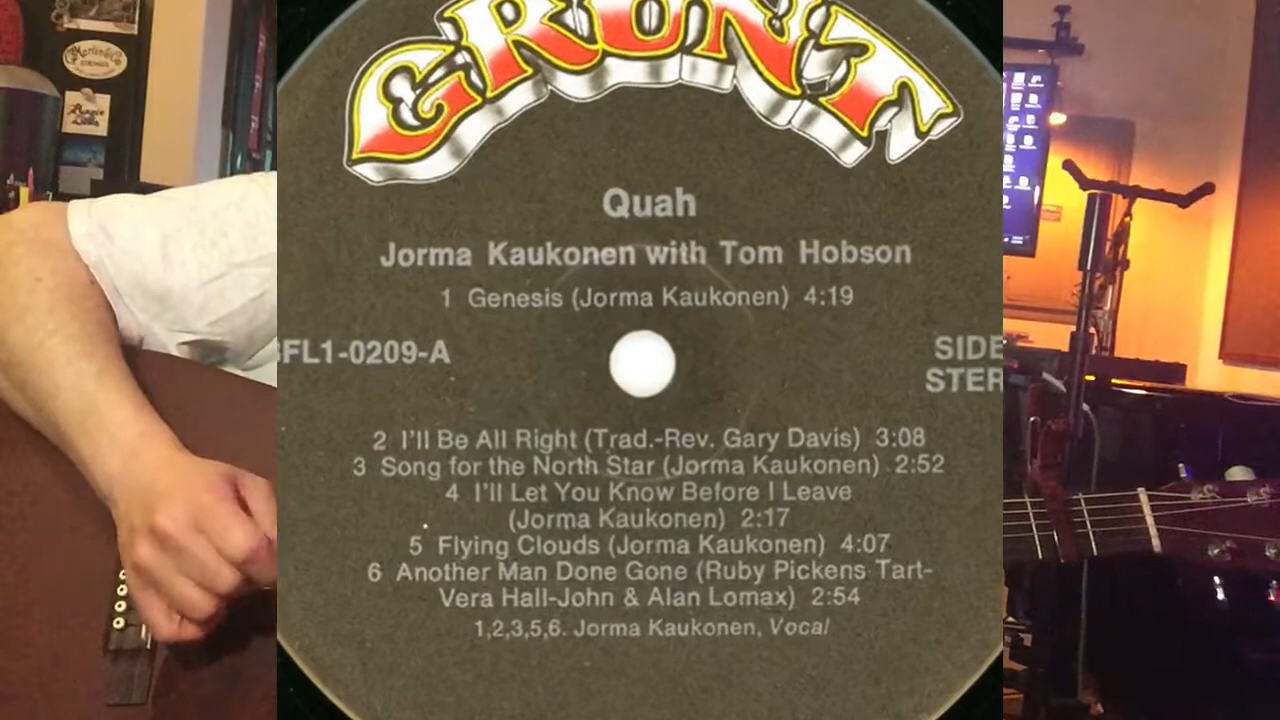 GRUNT
Quah
Jorma Kaukonen with Tom Hobson
1 Genesis (Jorma Kaukonen) 4:19
FL1-0209-A
SIDE
STER
2 I'll Be All Right (Trad.-Rev. Gary Davis) 3:08
3 Song for the North Star (Jorma Kaukonen) 2:52
4 I'll Let You Know Before I Leave
(Jorma Kaukonen) 2:17
5 Flying Clouds (Jorma Kaukonen) 4:07
6 Another Man Done Gone (Ruby Pickens Tart-
Vera Hall-John & Alan Lomax) 2:54
1,2,3,5,6. Jorma Kaukonen, Vocal
Martin & Co
STRINGS